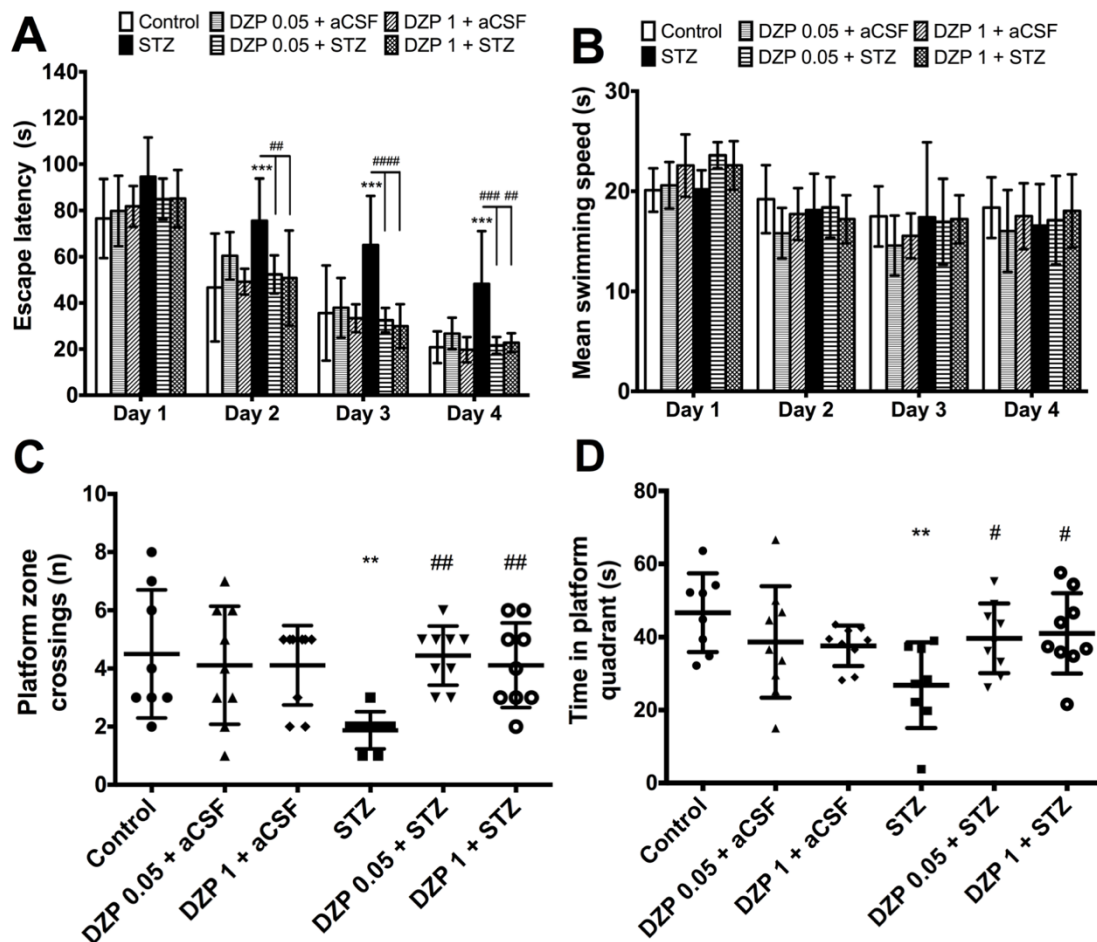 A
Control DZP 0.05 + aCSF DZP 1 + aCSF
STZ DZP 0.05 + STZ DZP 1 + STZ
Escape latency (s)
140
120
100
80
60
40
20
0
##
***
####
***
### ##
***
Day 1 Day 2 Day 3 Day 4
B
Control DZP 0.05 + aCSF DZP 1 + aCSF
STZ DZP 0.05 + STZ DZP 1 + STZ
Mean swimming speed (s)
30
20
10
0
Day 1 Day 2 Day 3 Day 4
C
Platform zone
crossings (n)
10
8
6
4
2
0
** ## ##
Control
DZP 0.05 + aCSF
DZP 1 + aCSF
STZ
DZP 0.05 + STZ
DZP 1 + STZ
D
Time in platform
quadrant (s)
80
60
40
20
0
** # #
Control
DZP 0.05 + aCSF
DZP 1 + aCSF
STZ
DZP 0.05 + STZ
DZP 1 + STZ